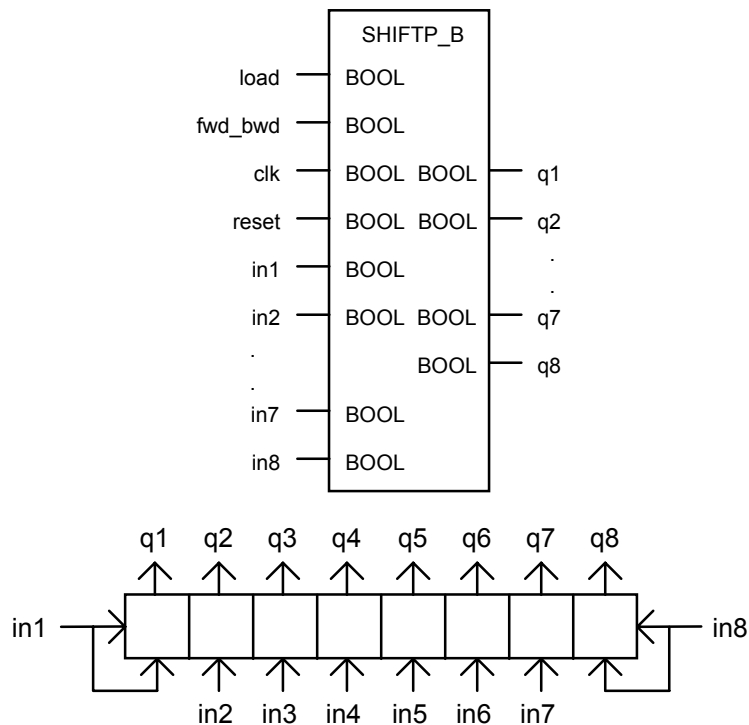 SHIFTP_B
load BOOL
fwd_bwd BOOL
clk BOOL BOOL q1
reset BOOL BOOL q2
in1 BOOL .
in2 BOOL BOOL . q7
. BOOL q8
.
in7 BOOL
in8 BOOL
q1 q2 q3 q4 q5 q6 q7 q8
in1 in8
in2 in3 in4 in5 in6 in7